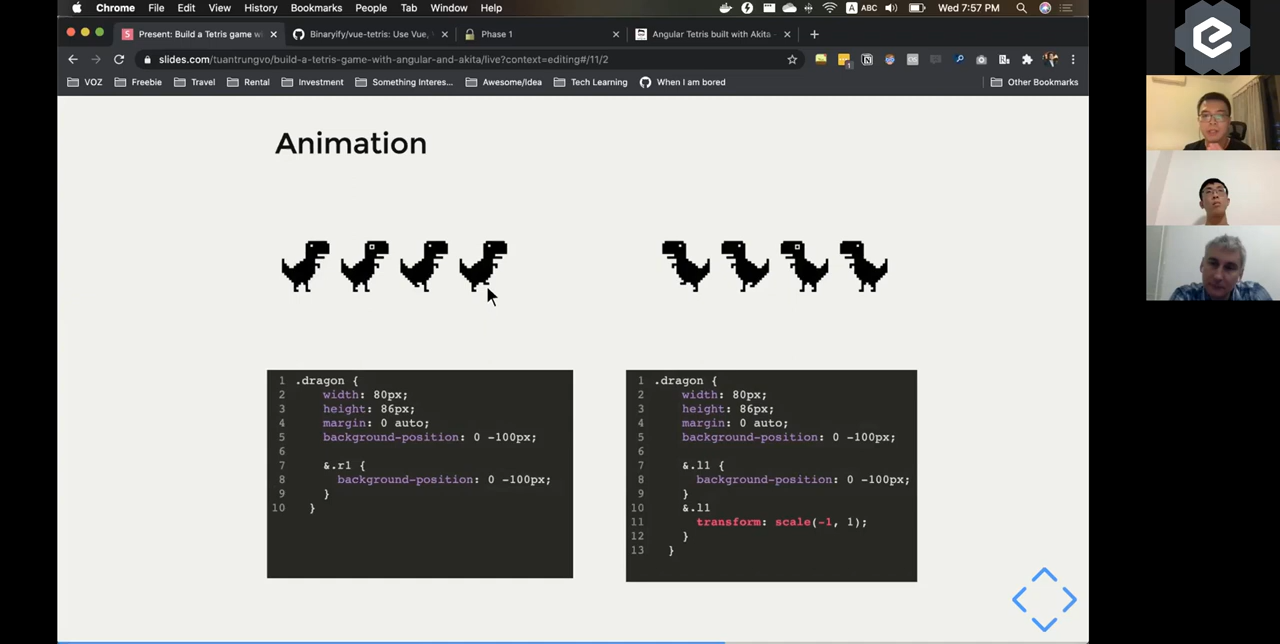 Chrome File Edit View History Bookmarks People Tab Window Help A ABC Wed 7:57 PM
Present: Build a Tetris game wi Binaryify/vue-tetris: Use Vue, Phase 1 Angular Tetris built with Akita
slides.com/tuantrungvo/build-a-tetris-game-with-angular-and-akita/live?context=editing#/11/2
VOZ Freebie Travel Rental Investment Something Interes... Awesome/Idea Tech Learning When I am bored Other Bookmarks
Animation
1 .dragon {
2 width: 80px;
3 height: 86px;
4 margin: 0 auto;
5 background-position: 0 -100px;
6
7 &.r1 {
8 background-position: 0 -100px;
9 }
10 }
1 .dragon {
2 width: 80px;
3 height: 86px;
4 margin: 0 auto;
5 background-position: 0 -100px;
6
7 &.l1 {
8 background-position: 0 -100px;
9 }
10 &.l1
11 transform: scale(-1, 1);
12 }
13 }